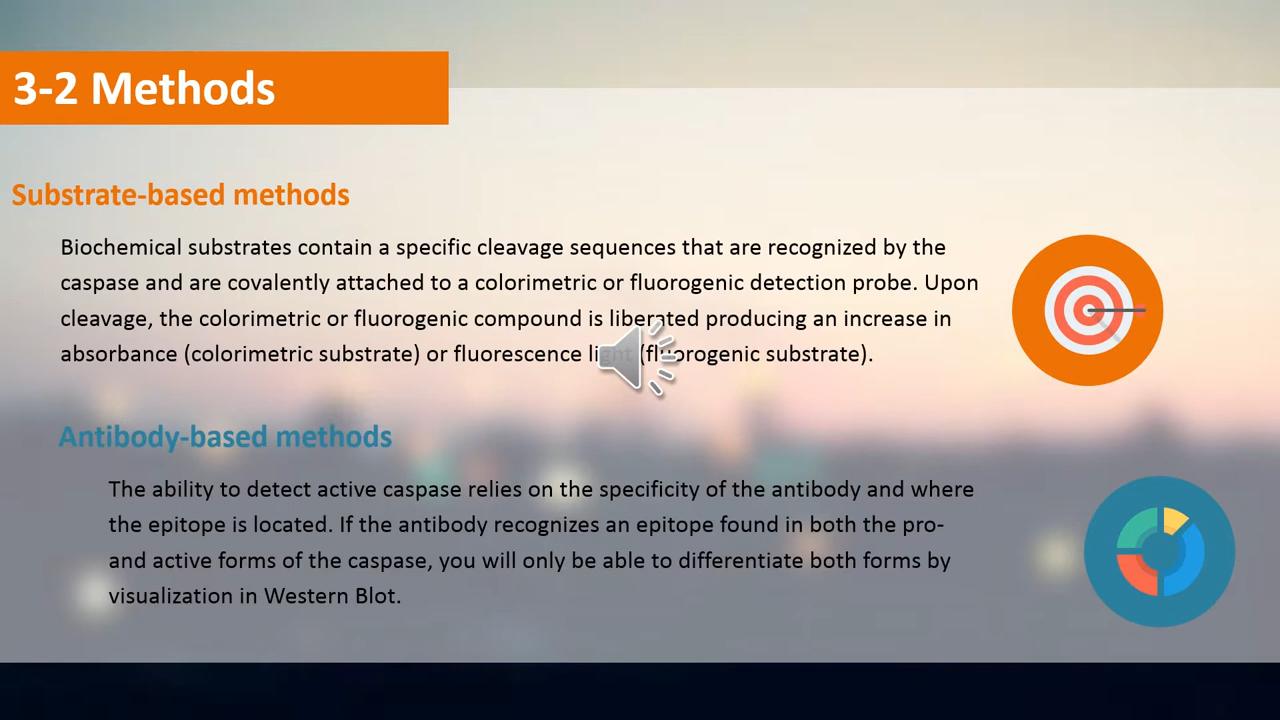 3-2 Methods
Substrate-based methods
Biochemical substrates contain a specific cleavage sequences that are recognized by the
caspase and are covalently attached to a colorimetric or fluorogenic detection probe. Upon
cleavage, the colorimetric or fluorogenic compound is liberated producing an increase in
absorbance (colorimetric substrate) or fluorescence light (fluorogenic substrate).
Antibody-based methods
The ability to detect active caspase relies on the specificity of the antibody and where
the epitope is located. If the antibody recognizes an epitope found in both the pro-
and active forms of the caspase, you will only be able to differentiate both forms by
visualization in Western Blot.